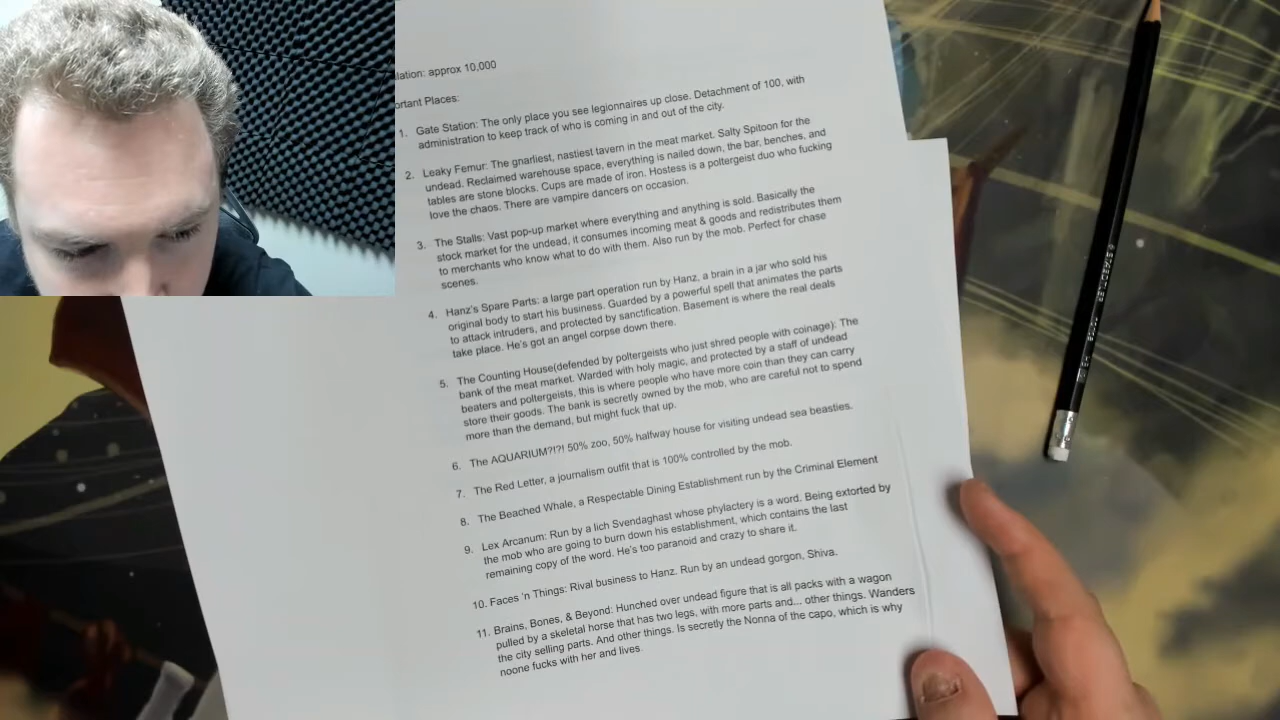 lation: approx 10,000
ortant Places:
1. Gate Station: The only place you see legionnaires up close. Detachment of 100, with
administration to keep track of who is coming in and out of the city.
2. Leaky Femur: The gnarliest, nastiest tavern in the meat market. Salty Spitoon for the
undead. Reclaimed warehouse space, everything is nailed down, the bar, benches, and
tables are stone blocks. Cups are made of iron. Hostess is a poltergeist duo who fucking
love the chaos. There are vampire dancers on occasion.
3. The Stalls: Vast pop-up market where everything and anything is sold. Basically the
stock market for the undead, it consumes incoming meat & goods and redistributes them
to merchants who know what to do with them. Also run by the mob. Perfect for chase
scenes.
4. Hanz's Spare Parts: a large part operation run by Hanz, a brain in a jar who sold his
original body to start his business. Guarded by a powerful spell that animates the parts
to attack intruders, and protected by sanctification. Basement is where the real deals
take place. He's got an angel corpse down there.
5. The Counting House(defended by poltergeists who just shred people with coinage): The
bank of the meat market. Warded with holy magic, and protected by a staff of undead
beaters and poltergeists, this is where people who have more coin than they can carry
store their goods. The bank is secretly owned by the mob, who are careful not to spend
more than the demand, but might fuck that up.
6. The AQUARIUM?!?! 50% zoo, 50% halfway house for visiting undead sea beasties.
7. The Red Letter, a journalism outfit that is 100% controlled by the mob.
8. The Beached Whale, a Respectable Dining Establishment run by the Criminal Element
9. Lex Arcanum: Run by a lich Svendaghast whose phylactery is a word. Being extorted by
the mob who are going to burn down his establishment, which contains the last
remaining copy of the word. He's too paranoid and crazy to share it.
10. Faces 'n Things: Rival business to Hanz. Run by an undead gorgon, Shiva.
11. Brains, Bones, & Beyond: Hunched over undead figure that is all packs with a wagon
pulled by a skeletal horse that has two legs, with more parts and... other things. Wanders
the city selling parts. And other things. Is secretly the Nonna of the capo, which is why
noone fucks with her and lives.